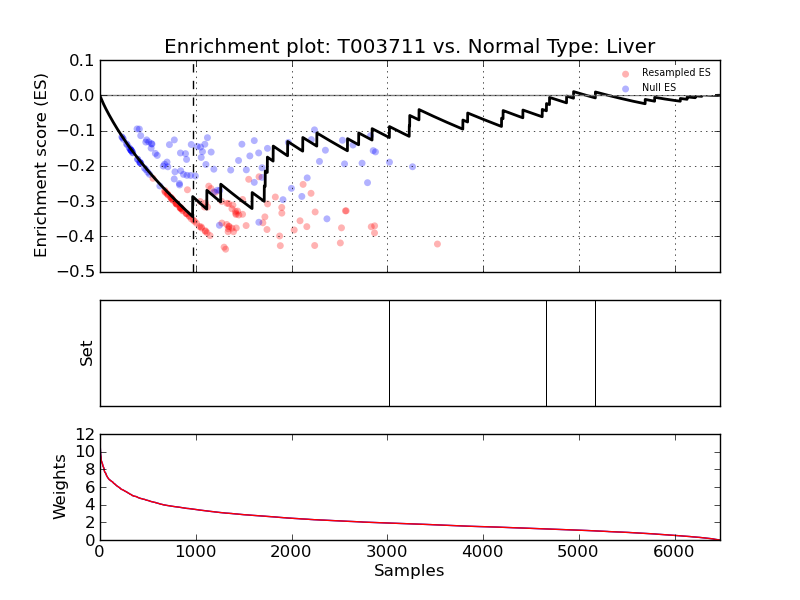 Enrichment plot: T003711 vs. Normal Type: Liver
Enrichment score (ES)
0.1
0.0
−0.1
−0.2
−0.3
−0.4
−0.5
Resampled ES
Null ES
Set
Weights
12
10
8
6
4
2
0
0 1000 2000 3000 4000 5000 6000
Samples